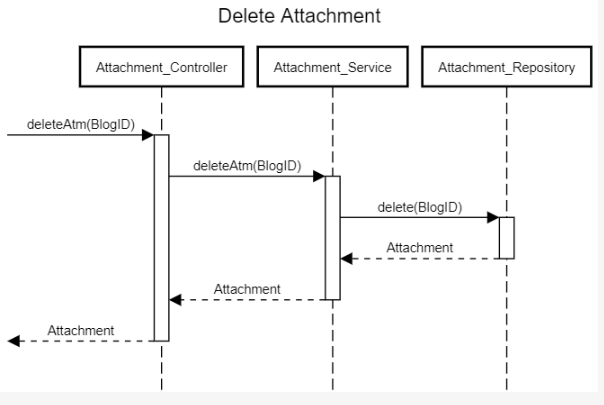 Delete Attachment
Attachment_Controller
Attachment_Service
Attachment_Repository
deleteAtm(BlogID)
deleteAtm(BlogID)
delete(BlogID)
Attachment
Attachment
Attachment